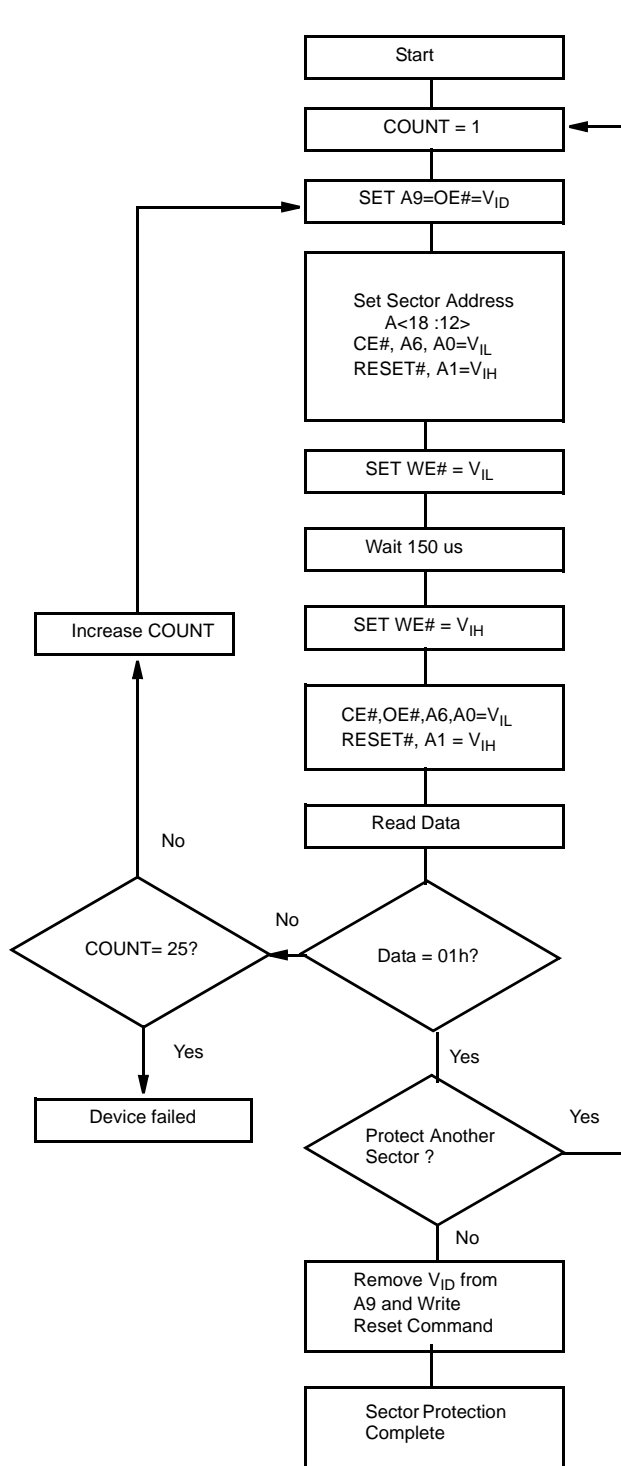 Start
COUNT = 1
SET A9=OE#=VID
Set Sector Address
A<18 :12>
CE#, A6, A0=VIL
RESET#, A1=VIH
SET WE# = VIL
Wait 150 us
Increase COUNT
SET WE# = VIH
CE#,OE#,A6,A0=VIL
RESET#, A1 = VIH
Read Data
No
COUNT= 25?
No
Data = 01h?
Yes
Yes
Device failed
Protect Another
Sector ?
Yes
No
Remove VID from
A9 and Write
Reset Command
Sector Protection
Complete